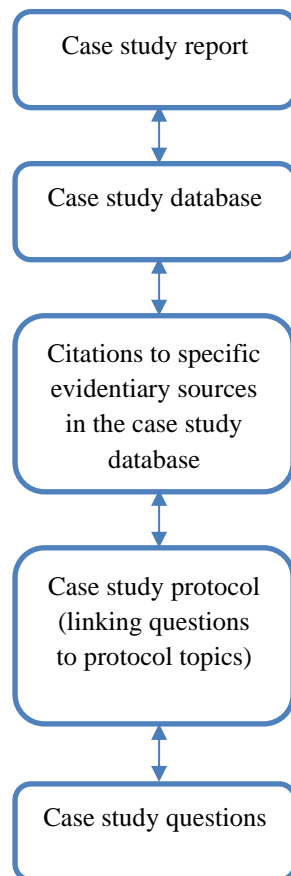 Case study report
Case study database
Citations to specific
evidentiary sources
in the case study
database
Case study protocol
(linking questions
to protocol topics)
Case study questions